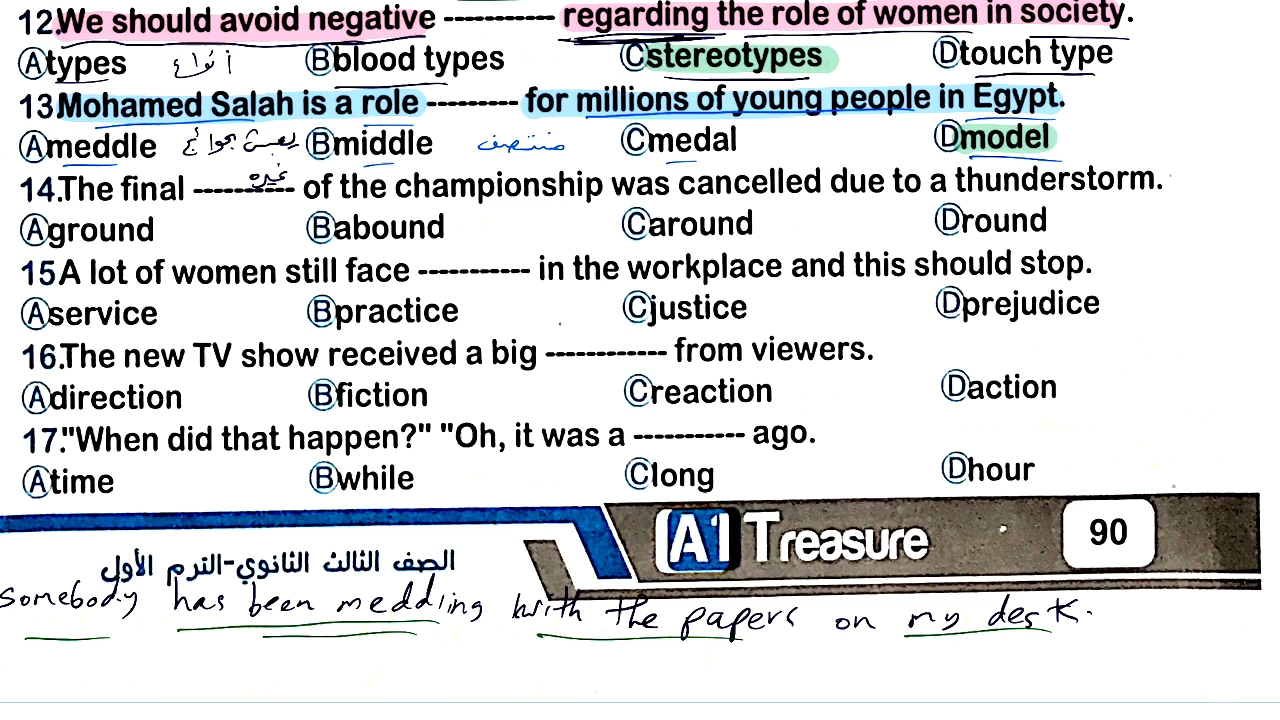 12.We should avoid negative ----------- regarding the role of women in society.
Ⓐtypes أنواع Ⓑblood types Ⓒstereotypes Ⓓtouch type
13.Mohamed Salah is a role --------- for millions of young people in Egypt.
Ⓐmeddle Ⓑmiddle منتصف Ⓒmedal Ⓓmodel
14.The final ---------- of the championship was cancelled due to a thunderstorm.
Ⓐground Ⓑabound Ⓒaround Ⓓround
15A lot of women still face ----------- in the workplace and this should stop.
Ⓐservice Ⓑpractice Ⓒjustice Ⓓprejudice
16.The new TV show received a big ------------ from viewers.
Ⓐdirection Ⓑfiction Ⓒreaction Ⓓaction
17."When did that happen?" "Oh, it was a ----------- ago.
Ⓐtime Ⓑwhile Ⓒlong Ⓓhour
A1 Treasure 90
الصف الثالث الثانوي-الترم الأول
Somebody has been meddling with the papers on my desk.